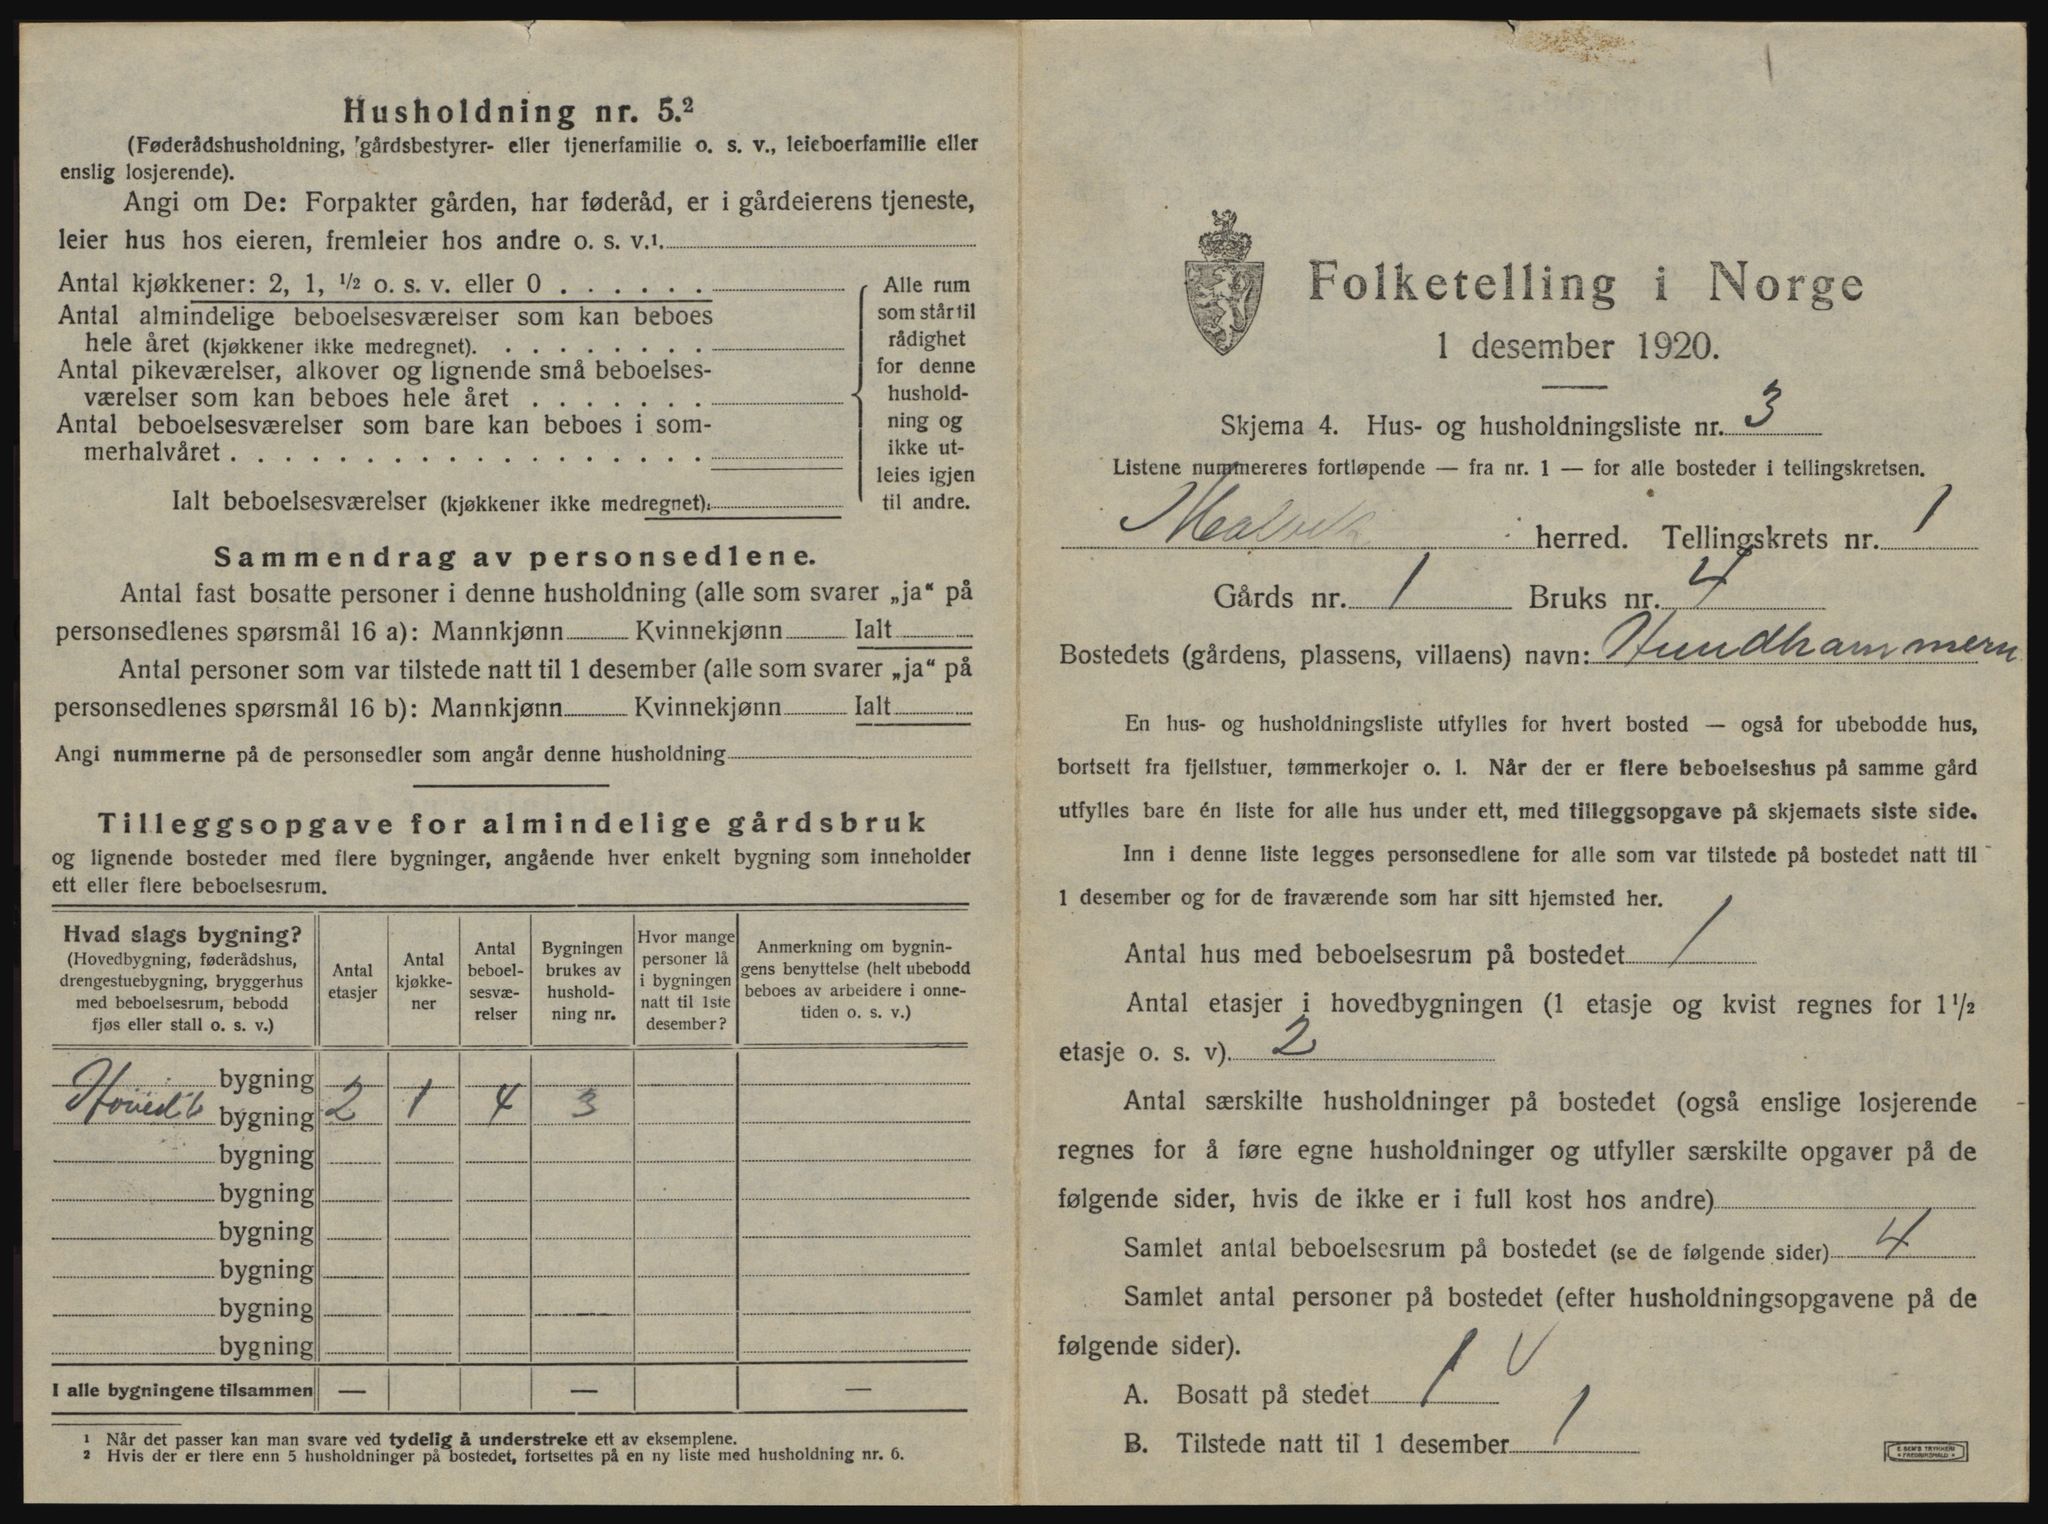 Husholdning nr. 5.²
(Føderådshusholdning, gårdsbestyrer- eller tjenerfamilie o. s. v., leieboerfamilie eller
enslig losjerende).
Angi om De: Forpakter gården, har føderåd, er i gårdeierens tjeneste,
leier hus hos eieren, fremleier hos andre o. s. v.¹
Antal kjøkkener: 2, 1, ½ o. s. v. eller 0 . . . . . .
Antal almindelige beboelsesværelser som kan beboes
hele året (kjøkkener ikke medregnet). . . . . . . . .
Antal pikeværelser, alkover og lignende små beboelses-
værelser som kan beboes hele året . . . . . . .
Antal beboelsesværelser som bare kan beboes i som-
merhalvåret . . . . . . . . . . . . . . . . . .
Ialt beboelsesværelser (kjøkkener ikke medregnet):
Alle rum
som står til
rådighet
for denne
hushold-
ning og
ikke ut-
leies igjen
til andre.
Sammendrag av personsedlene.
Antal fast bosatte personer i denne husholdning (alle som svarer „ja“ på
personsedlenes spørsmål 16 a): Mannkjønn Kvinnekjønn Ialt
Antal personer som var tilstede natt til 1 desember (alle som svarer „ja“ på
personsedlenes spørsmål 16 b): Mannkjønn Kvinnekjønn Ialt
Angi nummerne på de personsedler som angår denne husholdning
Tilleggsopgave for almindelige gårdsbruk
og lignende bosteder med flere bygninger, angående hver enkelt bygning som inneholder
ett eller flere beboelsesrum.
Hvad slags bygning?
(Hovedbygning, føderådshus,
drengestuebygning, bryggerhus
med beboelsesrum, bebodd
fjøs eller stall o. s. v.)
Antal
etasjer
Antal
kjøkke-
ner
Antal
beboel-
sesvæ-
relser
Bygningen
brukes av
hushold-
ning nr.
Hvor mange
personer lå
i bygningen
natt til 1ste
desember?
Anmerkning om bygnin-
gens benyttelse (helt ubebodd
beboes av arbeidere i onne-
tiden o. s. v.)
bygning
Hovedb bygning 2 1 4 3
bygning
bygning
bygning
bygning
bygning
bygning
I alle bygningene tilsammen — — —
¹ Når det passer kan man svare ved tydelig å understreke ett av eksemplene.
² Hvis der er flere enn 5 husholdninger på bostedet, fortsettes på en ny liste med husholdning nr. 6.
Folketelling i Norge
1 desember 1920.
Skjema 4. Hus- og husholdningsliste nr. 3
Listene nummereres fortløpende — fra nr. 1 — for alle bosteder i tellingskretsen.
Malvik herred. Tellingskrets nr. 1
Gårds nr. 1 Bruks nr. 4
Bostedets (gårdens, plassens, villaens) navn: Hundhammern
En hus- og husholdningsliste utfylles for hvert bosted — også for ubebodde hus,
bortsett fra fjellstuer, tømmerkojer o. l. Når der er flere beboelseshus på samme gård
utfylles bare én liste for alle hus under ett, med tilleggsopgave på skjemaets siste side.
Inn i denne liste legges personsedlene for alle som var tilstede på bostedet natt til
1 desember og for de fraværende som har sitt hjemsted her.
Antal hus med beboelsesrum på bostedet 1
Antal etasjer i hovedbygningen (1 etasje og kvist regnes for 1½
etasje o. s. v). 2
Antal særskilte husholdninger på bostedet (også enslige losjerende
regnes for å føre egne husholdninger og utfyller særskilte opgaver på de
følgende sider, hvis de ikke er i full kost hos andre)
Samlet antal beboelsesrum på bostedet (se de følgende sider) 4
Samlet antal personer på bostedet (efter husholdningsopgavene på de
følgende sider).
A. Bosatt på stedet 1 V
B. Tilstede natt til 1 desember 1
E. SEM'S TRYKKERI
FREDRIKSHALD